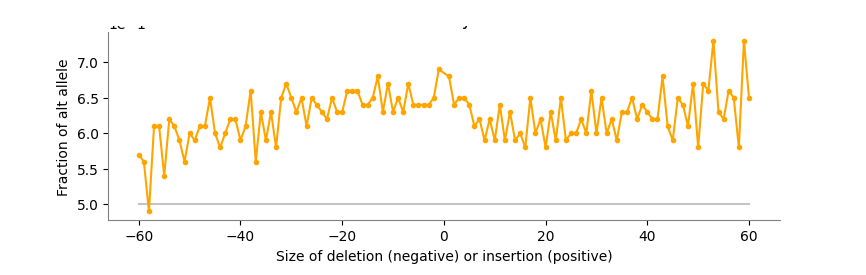 7.0
6.5
6.0
5.5
5.0
Fraction of alt allele
−60 −40 −20 0 20 40 60
Size of deletion (negative) or insertion (positive)